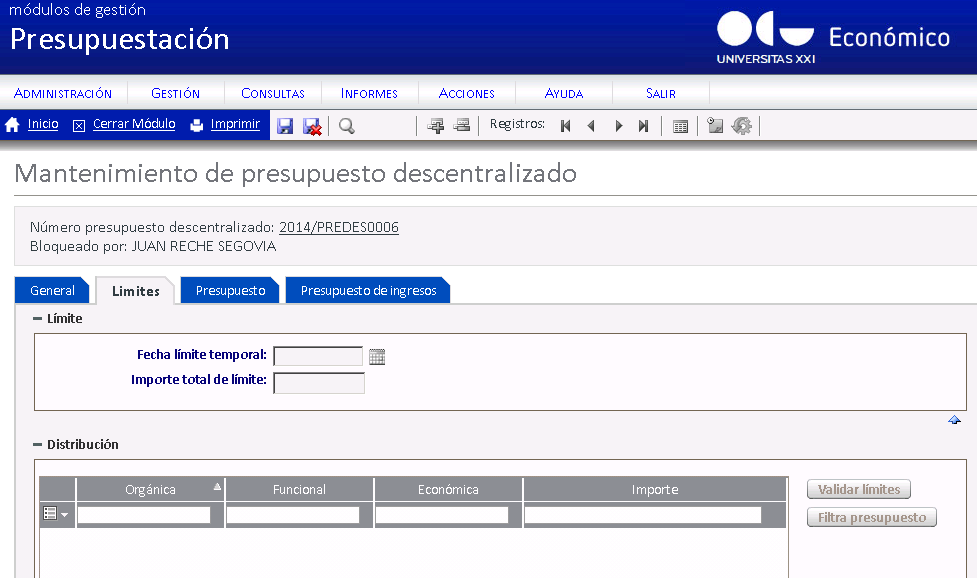 módulos de gestión
Presupuestación
Económico
UNIVERSITAS XXI
ADMINISTRACIÓN GESTIÓN CONSULTAS INFORMES ACCIONES AYUDA SALIR
Inicio Cerrar Módulo Imprimir Registros:
Mantenimiento de presupuesto descentralizado
Número presupuesto descentralizado: 2014/PREDES0006
Bloqueado por: JUAN RECHE SEGOVIA
General Limites Presupuesto Presupuesto de ingresos
Límite
Fecha límite temporal:
Importe total de límite:
Distribución
Orgánica Funcional Económica Importe
Validar límites
Filtra presupuesto